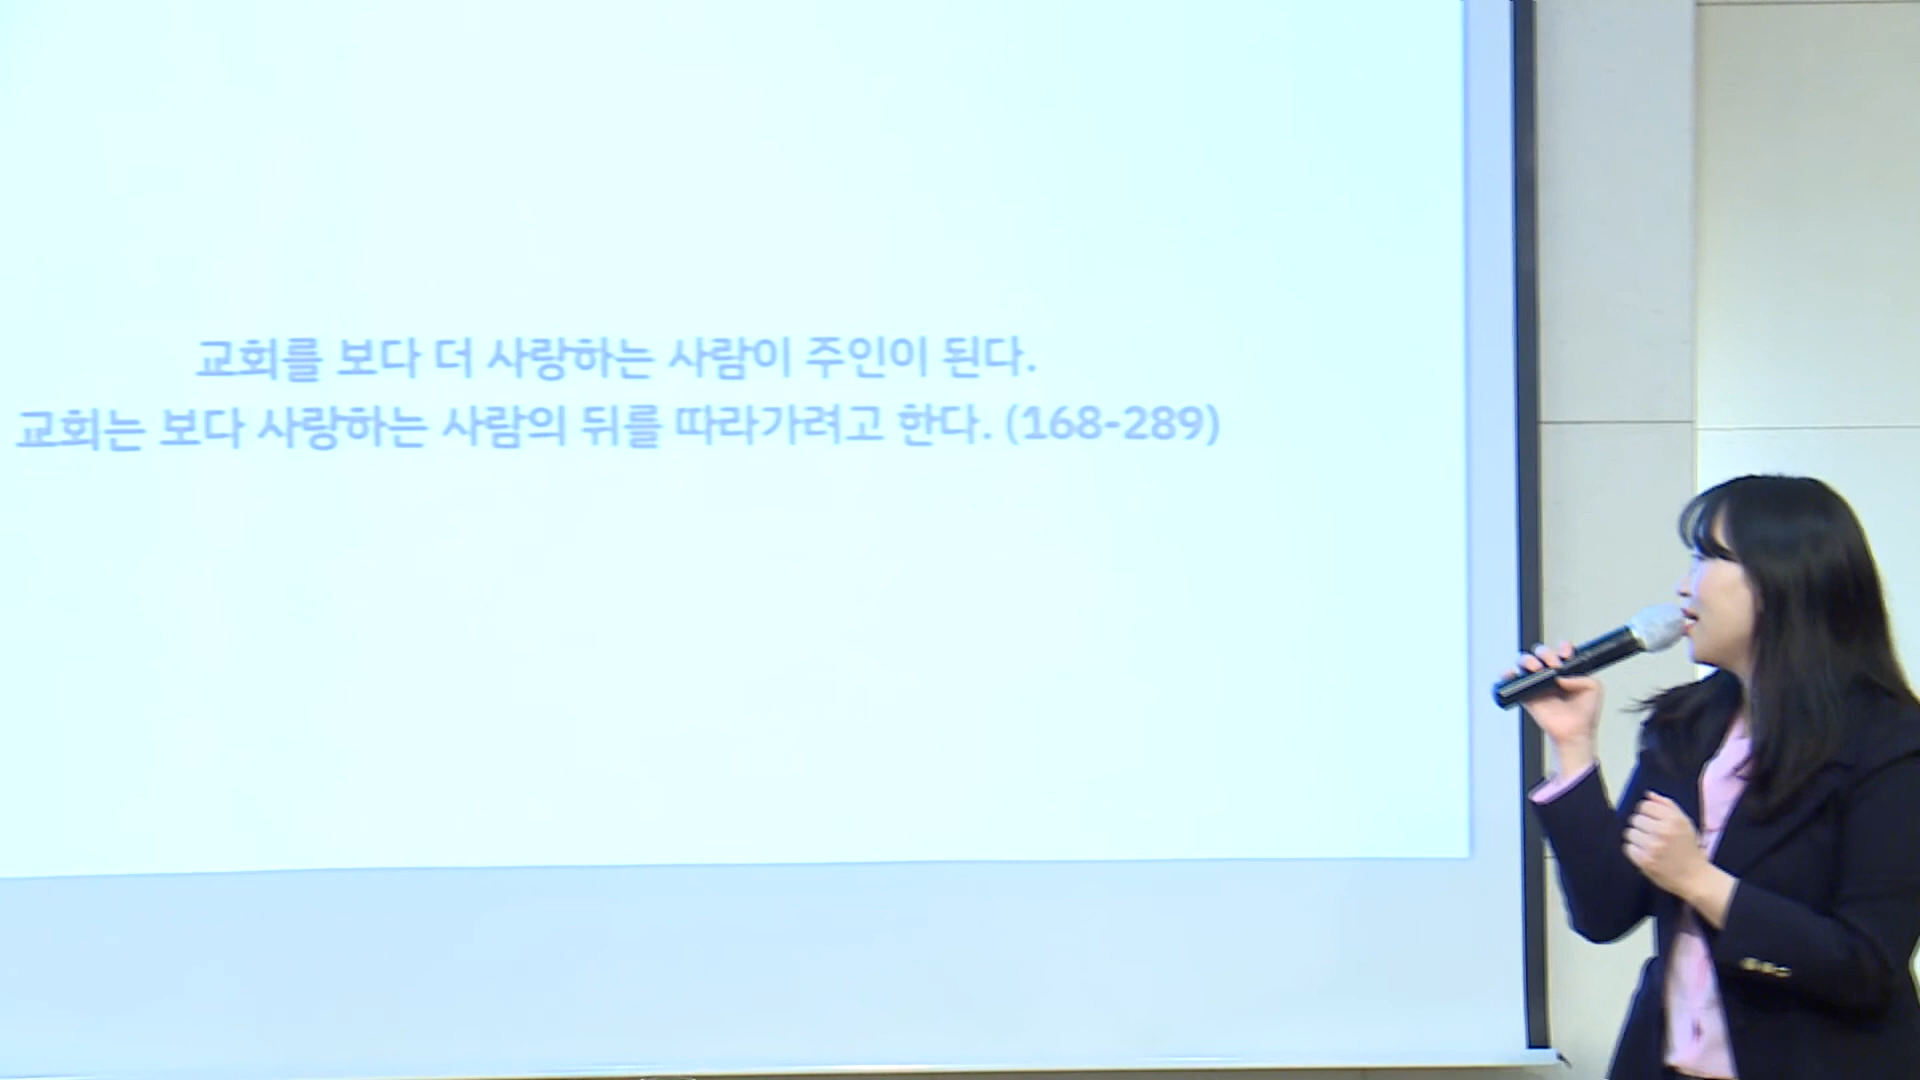 교회를 보다 더 사랑하는 사람이 주인이 된다.
교회는 보다 사랑하는 사람의 뒤를 따라가려고 한다. (168-289)